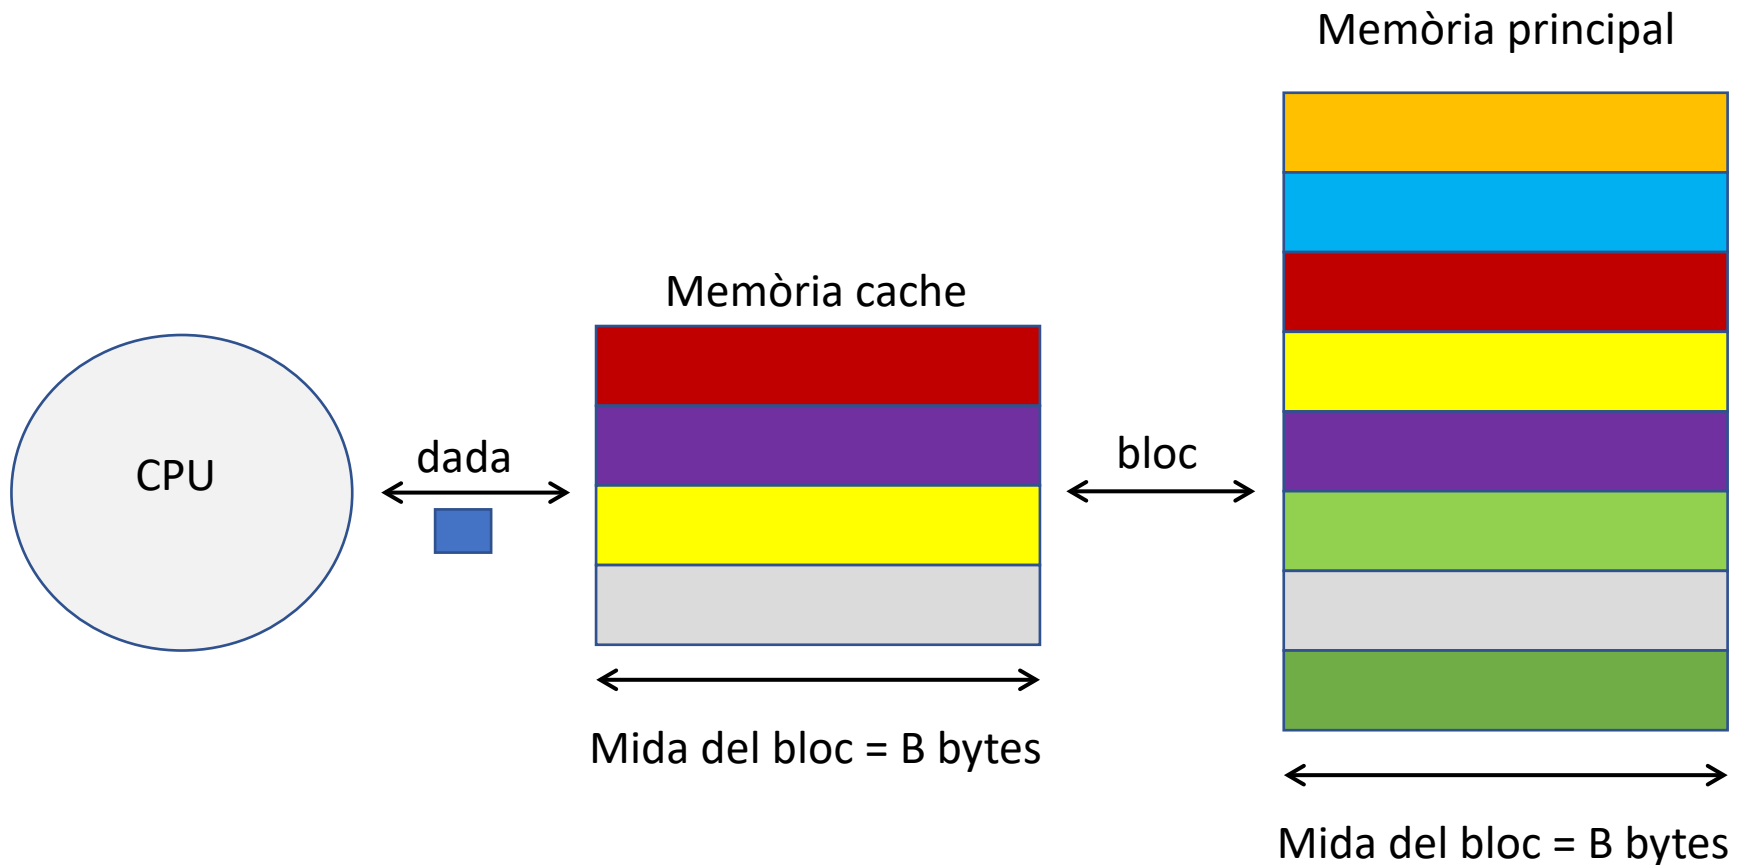 Memòria principal
Memòria cache
CPU
dada
bloc
Mida del bloc = B bytes
Mida del bloc = B bytes